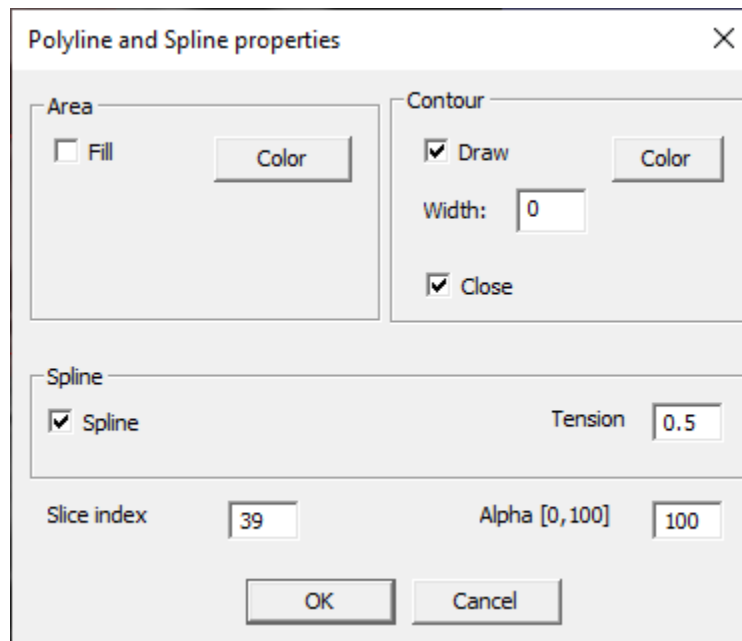 Polyline and Spline properties
Area
Fill
Color
Contour
Draw
Color
Width:
0
Close
Spline
Spline
Tension
0.5
Slice index
39
Alpha [0,100]
100
OK
Cancel